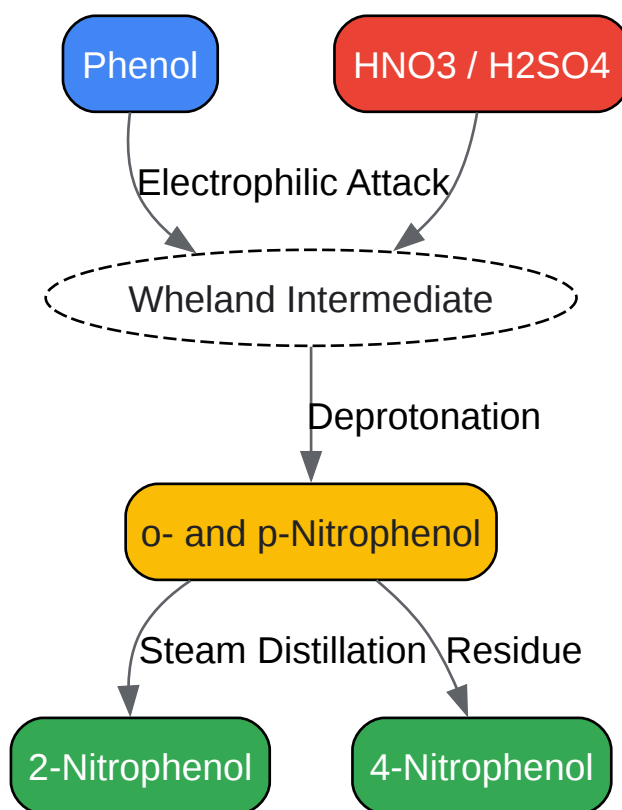 Phenol
HNO3 / H2SO4
Electrophilic Attack
Wheland Intermediate
Deprotonation
o- and p-Nitrophenol
Steam Distillation
Residue
2-Nitrophenol
4-Nitrophenol